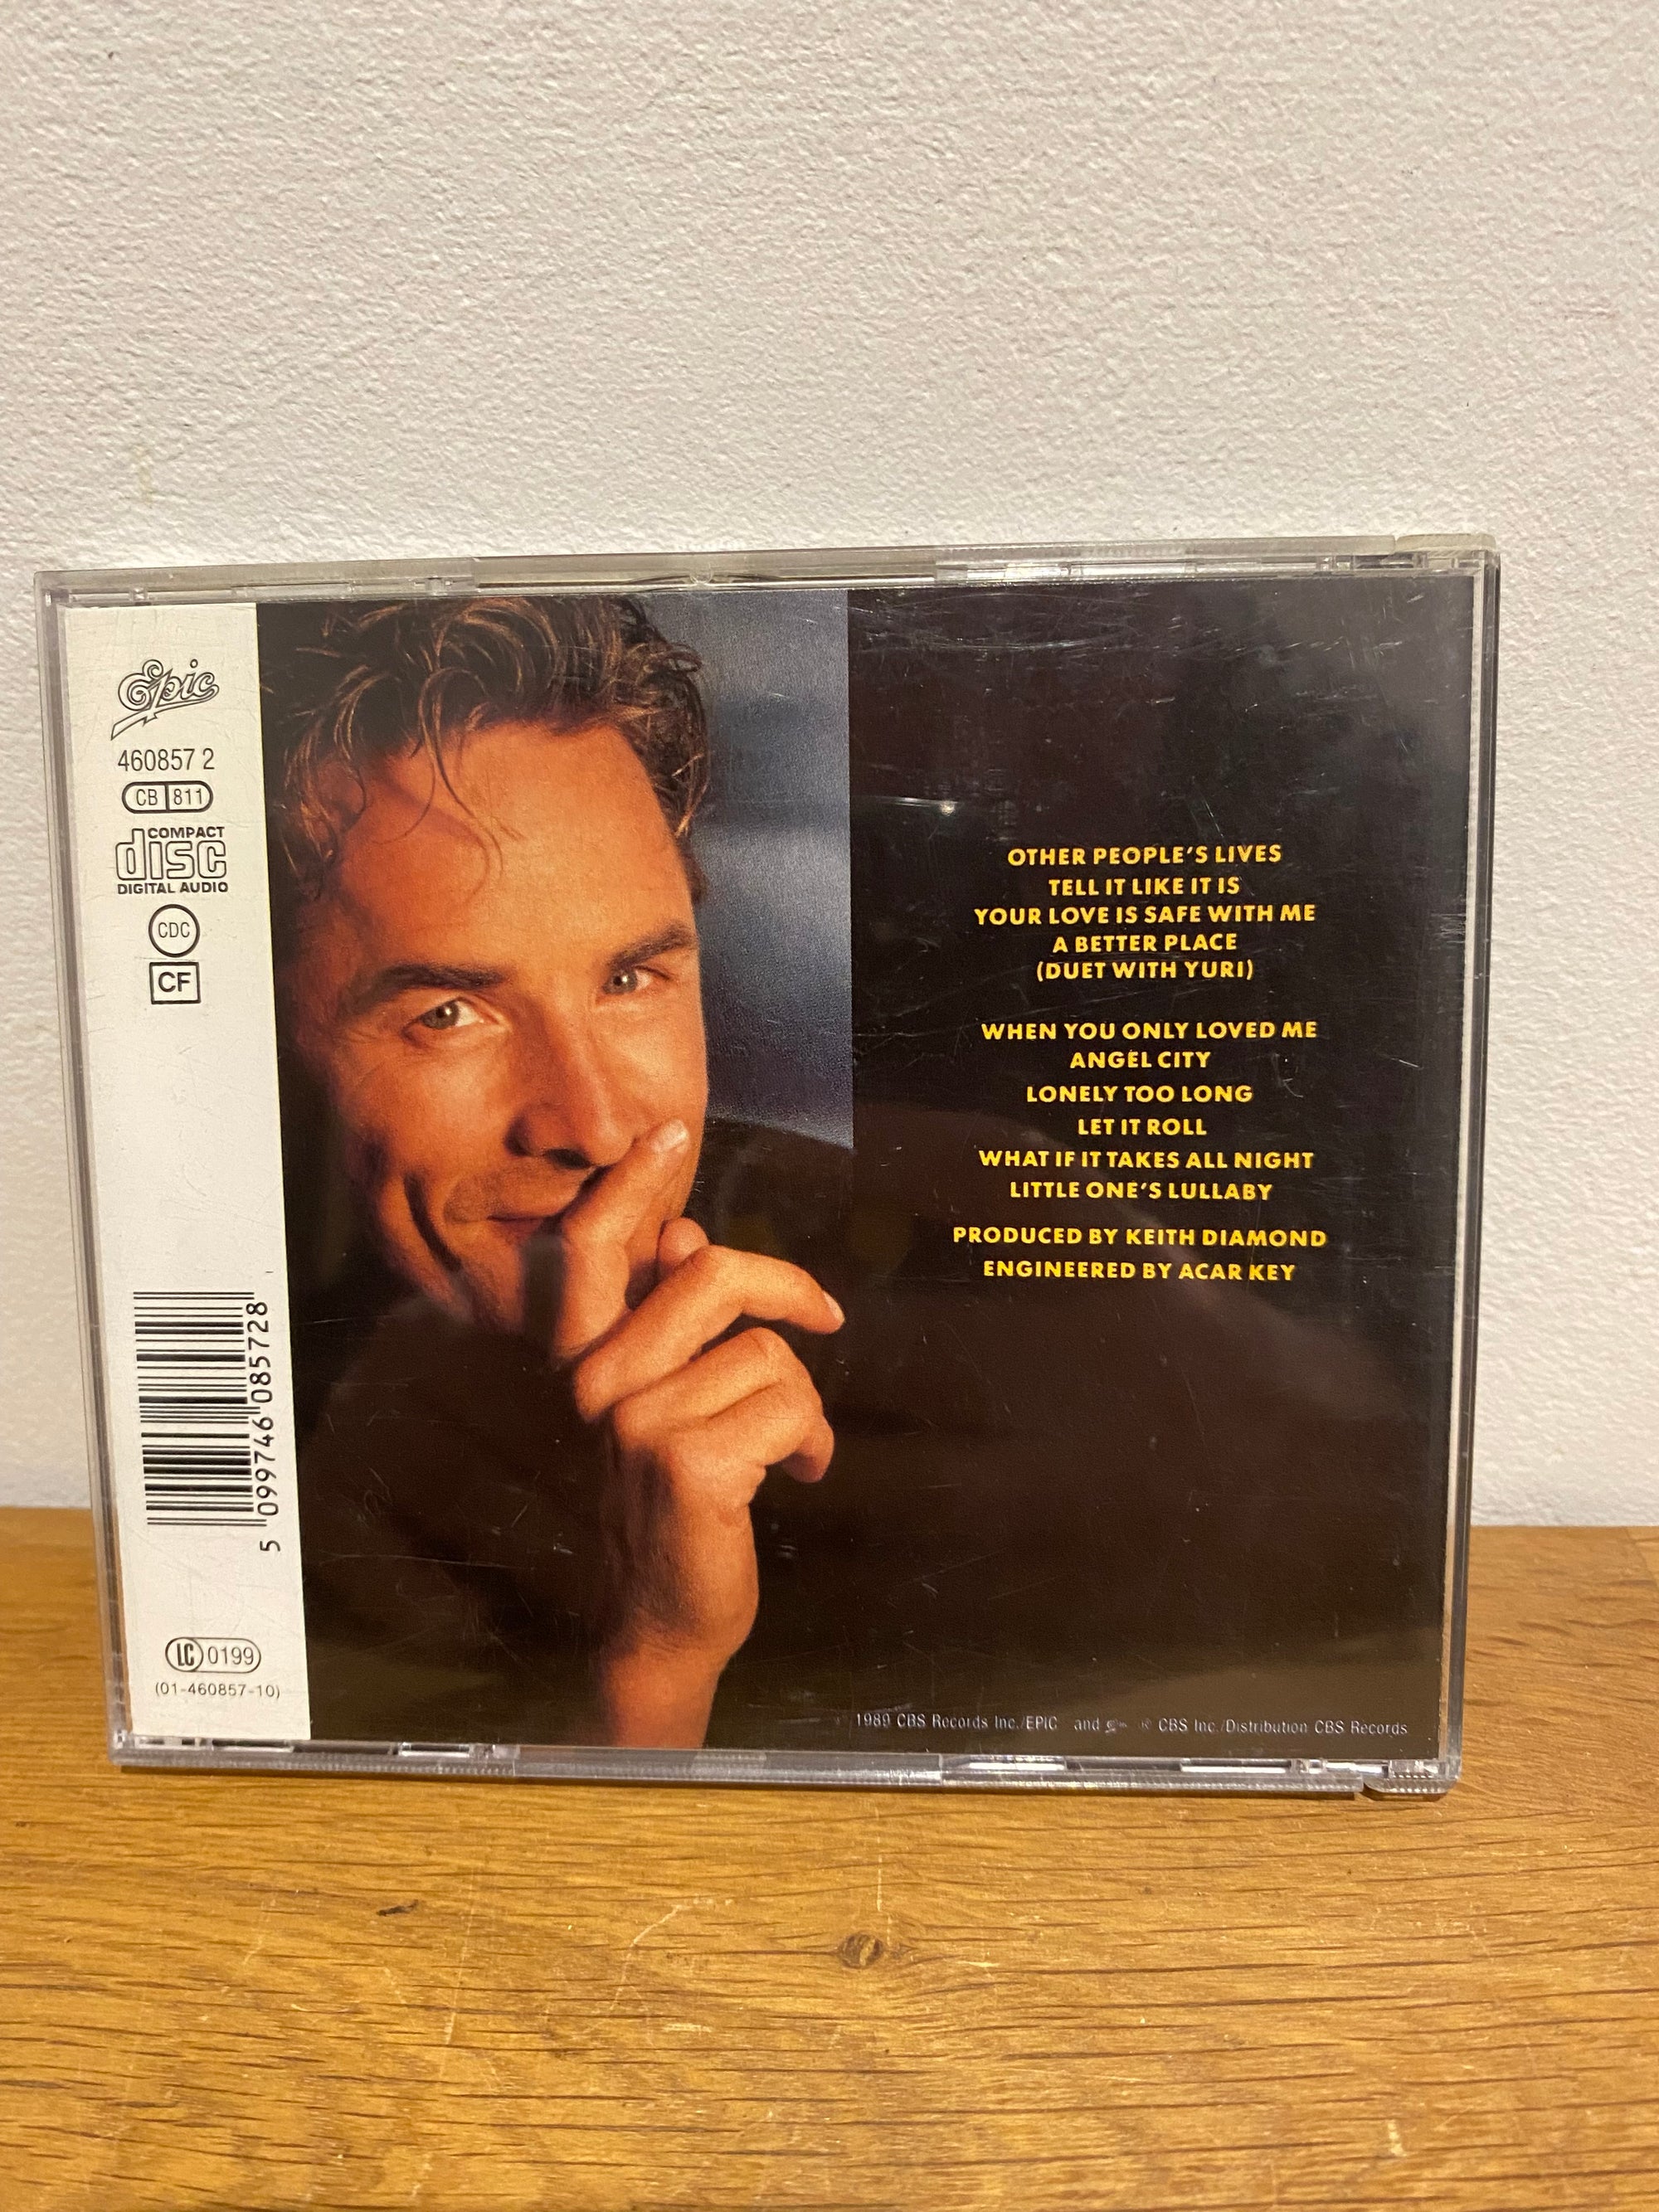 Epic
460857 2
CB 811
COMPACT
disc
DIGITAL AUDIO
CDC
CF
5 099746 085728
LC 0199
(01-460857-10)
OTHER PEOPLE'S LIVES
TELL IT LIKE IT IS
YOUR LOVE IS SAFE WITH ME
A BETTER PLACE
(DUET WITH YURI)
WHEN YOU ONLY LOVED ME
ANGEL CITY
LONELY TOO LONG
LET IT ROLL
WHAT IF IT TAKES ALL NIGHT
LITTLE ONE'S LULLABY
PRODUCED BY KEITH DIAMOND
ENGINEERED BY ACAR KEY
1989 CBS Records Inc./EPIC and CBS Inc./Distribution CBS Records